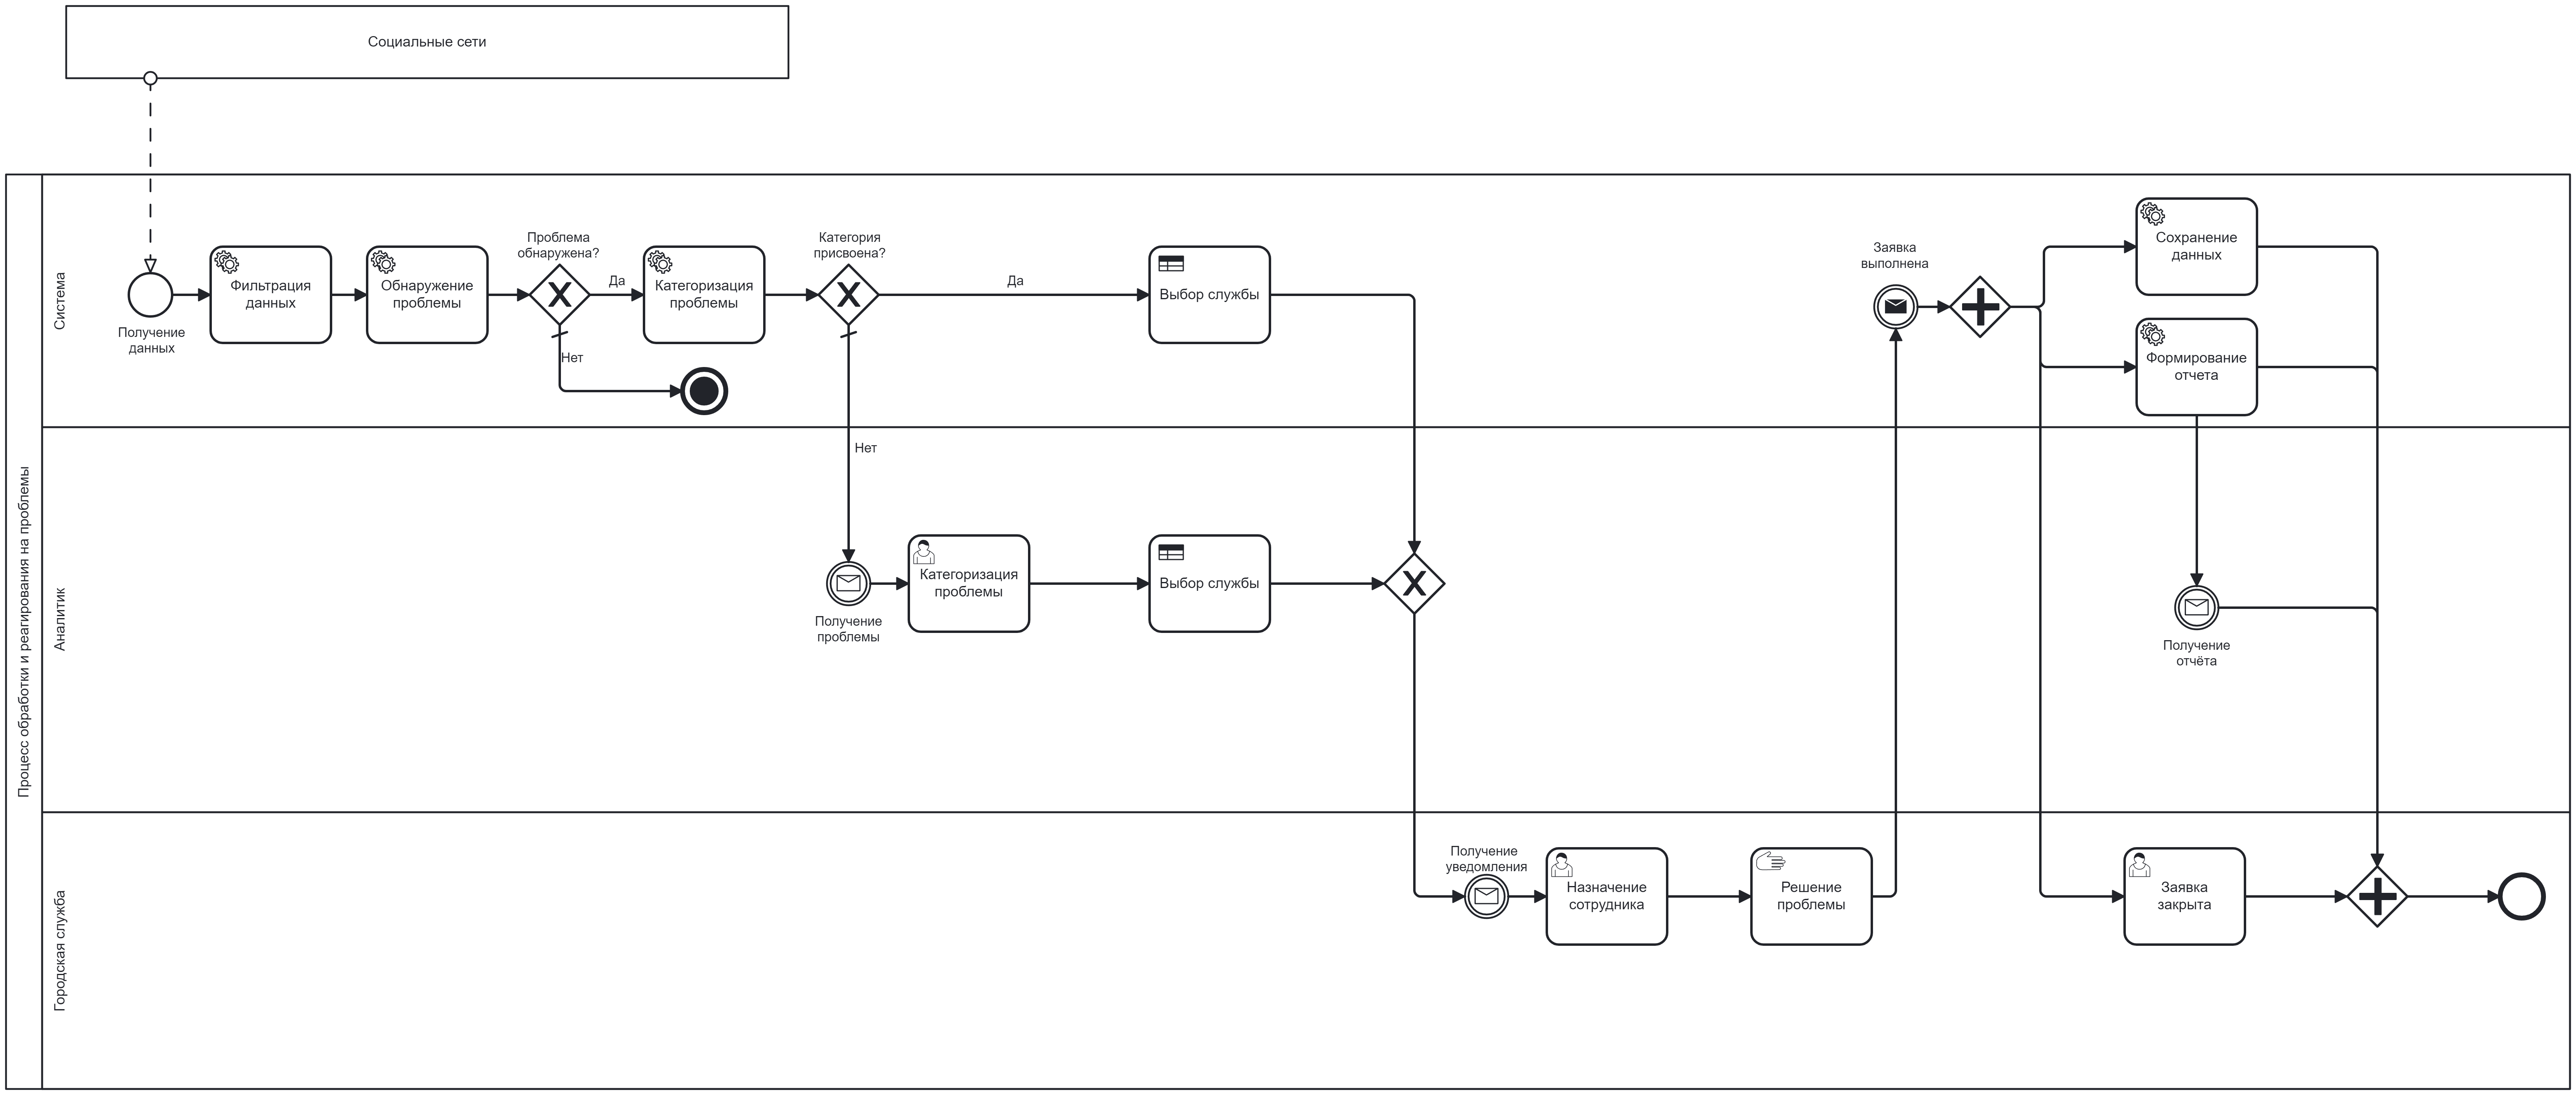 Социальные сети
Процесс обработки и реагирования на проблемы
Система
Получение
данных
Фильтрация
данных
Обнаружение
проблемы
Проблема
обнаружена?
Да
Нет
Категоризация
проблемы
Категория
присвоена?
Да
Нет
Выбор службы
Заявка
выполнена
Сохранение
данных
Формирование
отчета
Аналитик
Получение
проблемы
Категоризация
проблемы
Выбор службы
Получение
отчёта
Городская служба
Получение
уведомления
Назначение
сотрудника
Решение
проблемы
Заявка
закрыта